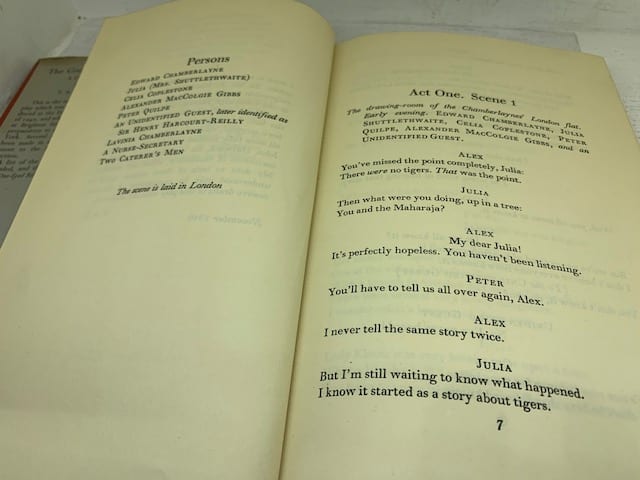 Persons
EDWARD CHAMBERLAYNE
JULIA (MRS. SHUTTLETHWAITE)
CELIA COPLESTONE
ALEXANDER MACCOLGIE GIBBS
PETER QUILPE
AN UNIDENTIFIED GUEST, later identified as
SIR HENRY HARCOURT-REILLY
LAVINIA CHAMBERLAYNE
A NURSE-SECRETARY
TWO CATERER'S MEN
The scene is laid in London
Act One. Scene 1
The drawing-room of the Chamberlaynes' London flat.
Early evening. EDWARD CHAMBERLAYNE, JULIA
SHUTTLETHWAITE, CELIA COPLESTONE, PETER
QUILPE, ALEXANDER MACCOLGIE GIBBS, and an
UNIDENTIFIED GUEST.
ALEX
You've missed the point completely, Julia:
There were no tigers. That was the point.
JULIA
Then what were you doing, up in a tree:
You and the Maharaja?
ALEX
My dear Julia!
It's perfectly hopeless. You haven't been listening.
PETER
You'll have to tell us all over again, Alex.
ALEX
I never tell the same story twice.
JULIA
But I'm still waiting to know what happened.
I know it started as a story about tigers.
7